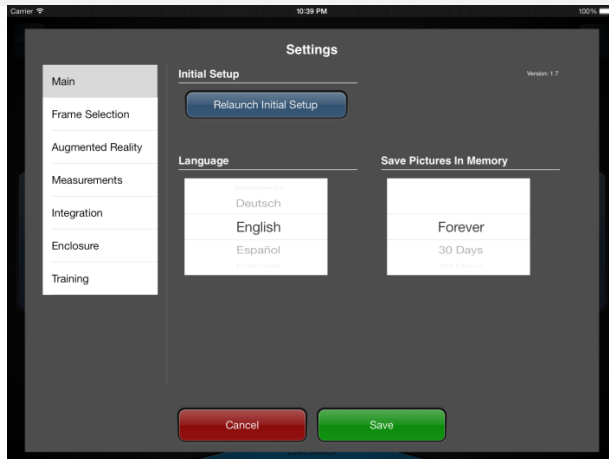 Carrier 10:39 PM 100%
Settings
Main
Frame Selection
Augmented Reality
Measurements
Integration
Enclosure
Training
Initial Setup
Version: 1.7
Relaunch Initial Setup
Language
Deutsch
English
Español
Save Pictures In Memory
Forever
30 Days
Cancel
Save